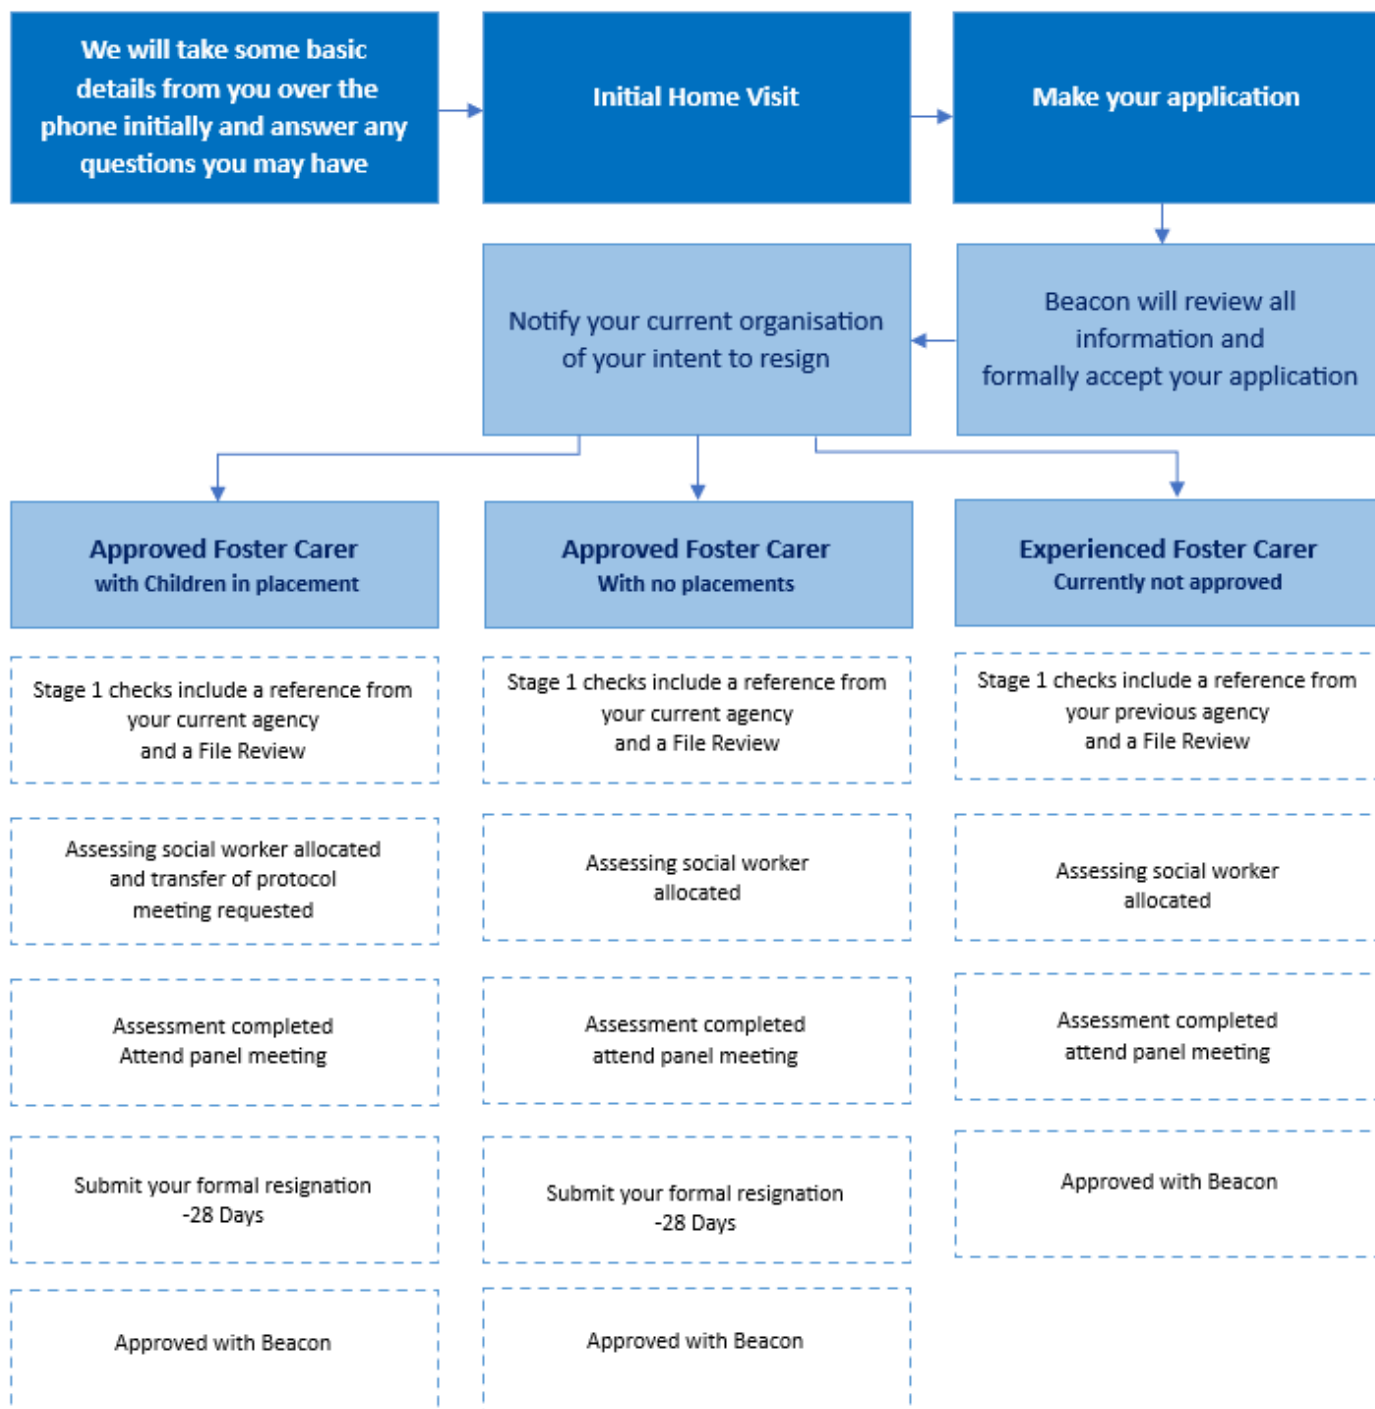 We will take some basic
details from you over the
phone initially and answer any
questions you may have
Initial Home Visit
Make your application
Beacon will review all
information and
formally accept your application
Notify your current organisation
of your intent to resign
Approved Foster Carer
with Children in placement
Approved Foster Carer
With no placements
Experienced Foster Carer
Currently not approved
Stage 1 checks include a reference from
your current agency
and a File Review
Stage 1 checks include a reference from
your current agency
and a File Review
Stage 1 checks include a reference from
your previous agency
and a File Review
Assessing social worker allocated
and transfer of protocol
meeting requested
Assessing social worker
allocated
Assessing social worker
allocated
Assessment completed
Attend panel meeting
Assessment completed
attend panel meeting
Assessment completed
attend panel meeting
Submit your formal resignation
-28 Days
Submit your formal resignation
-28 Days
Approved with Beacon
Approved with Beacon
Approved with Beacon